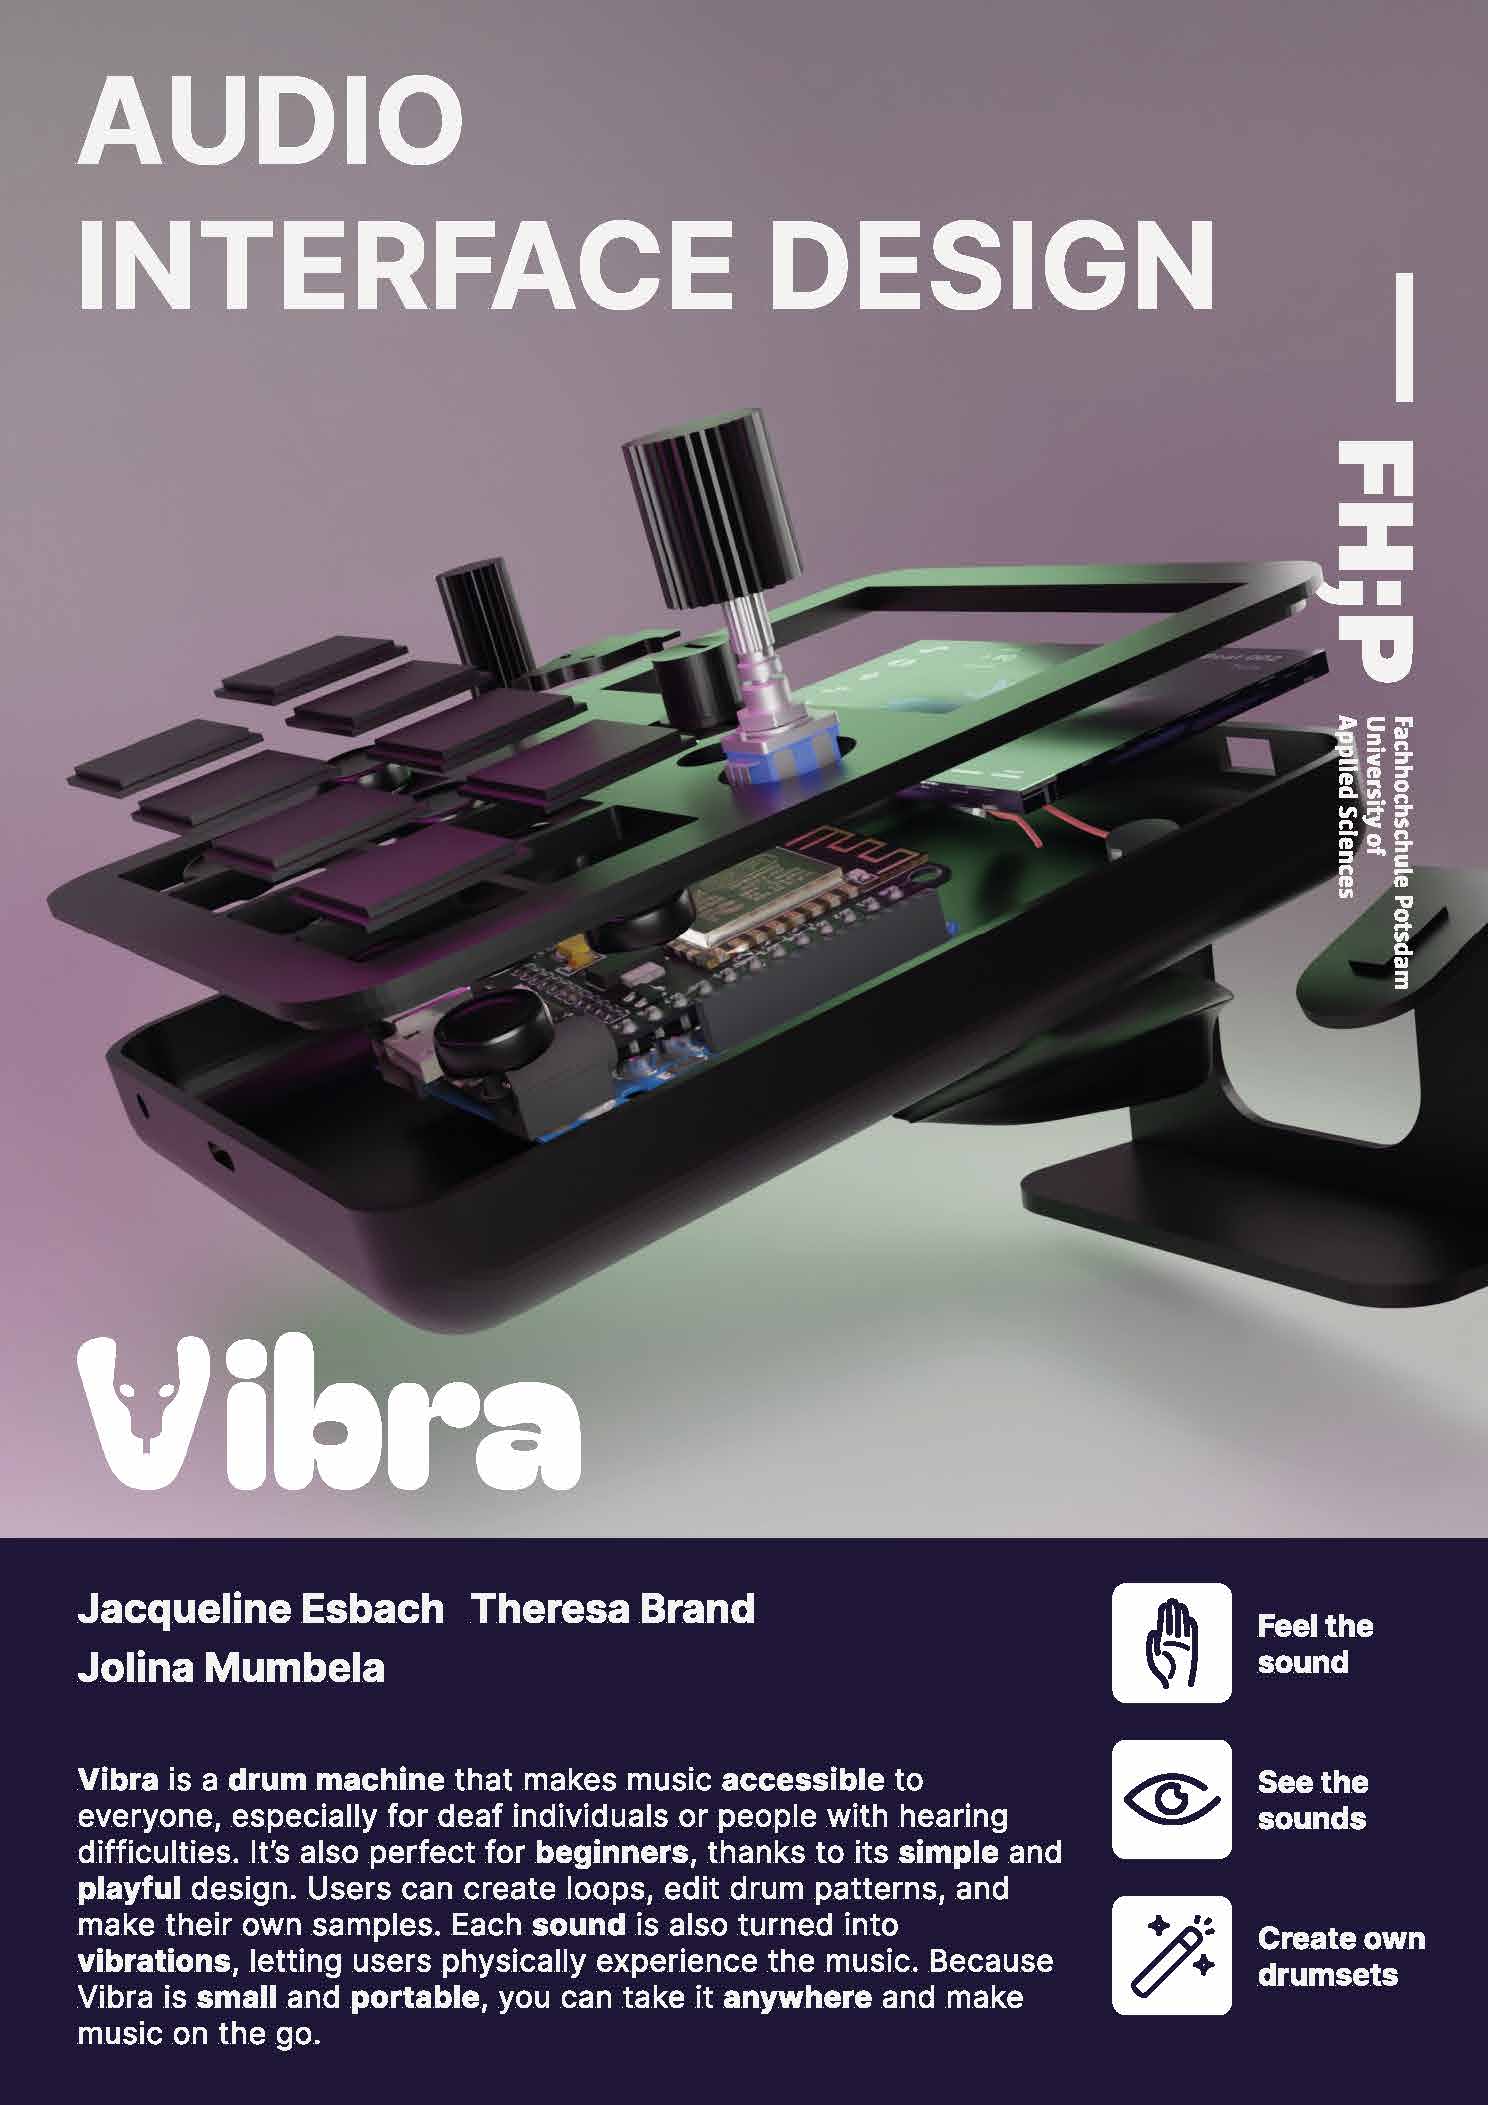 AUDIO
INTERFACE DESIGN
FH;P
Fachhochschule Potsdam
University of
Applied Sciences
Vibra
Jacqueline Esbach Theresa Brand
Jolina Mumbela
Vibra is a drum machine that makes music accessible to
everyone, especially for deaf individuals or people with hearing
difficulties. It’s also perfect for beginners, thanks to its simple and
playful design. Users can create loops, edit drum patterns, and
make their own samples. Each sound is also turned into
vibrations, letting users physically experience the music. Because
Vibra is small and portable, you can take it anywhere and make
music on the go.
Feel the
sound
See the
sounds
Create own
drumsets